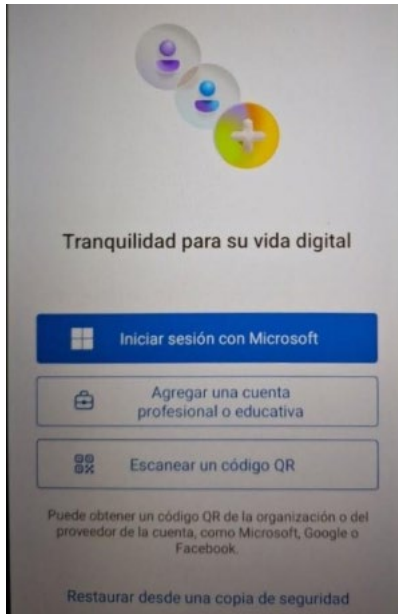 Tranquilidad para su vida digital
Iniciar sesión con Microsoft
Agregar una cuenta
profesional o educativa
Escanear un código QR
Puede obtener un código QR de la organización o del
proveedor de la cuenta, como Microsoft, Google o
Facebook.
Restaurar desde una copia de seguridad